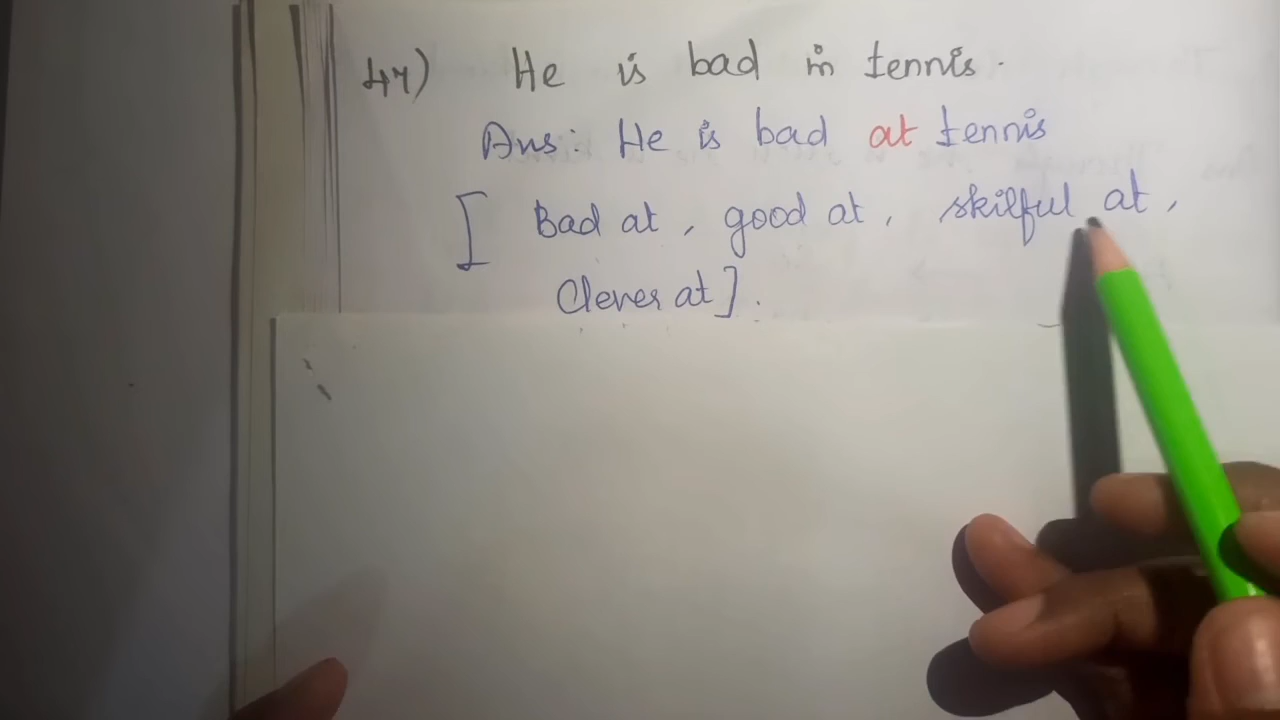 47) He is bad in tennis.
Ans: He is bad at tennis
[ Bad at, good at, skilful at,
Clever at].